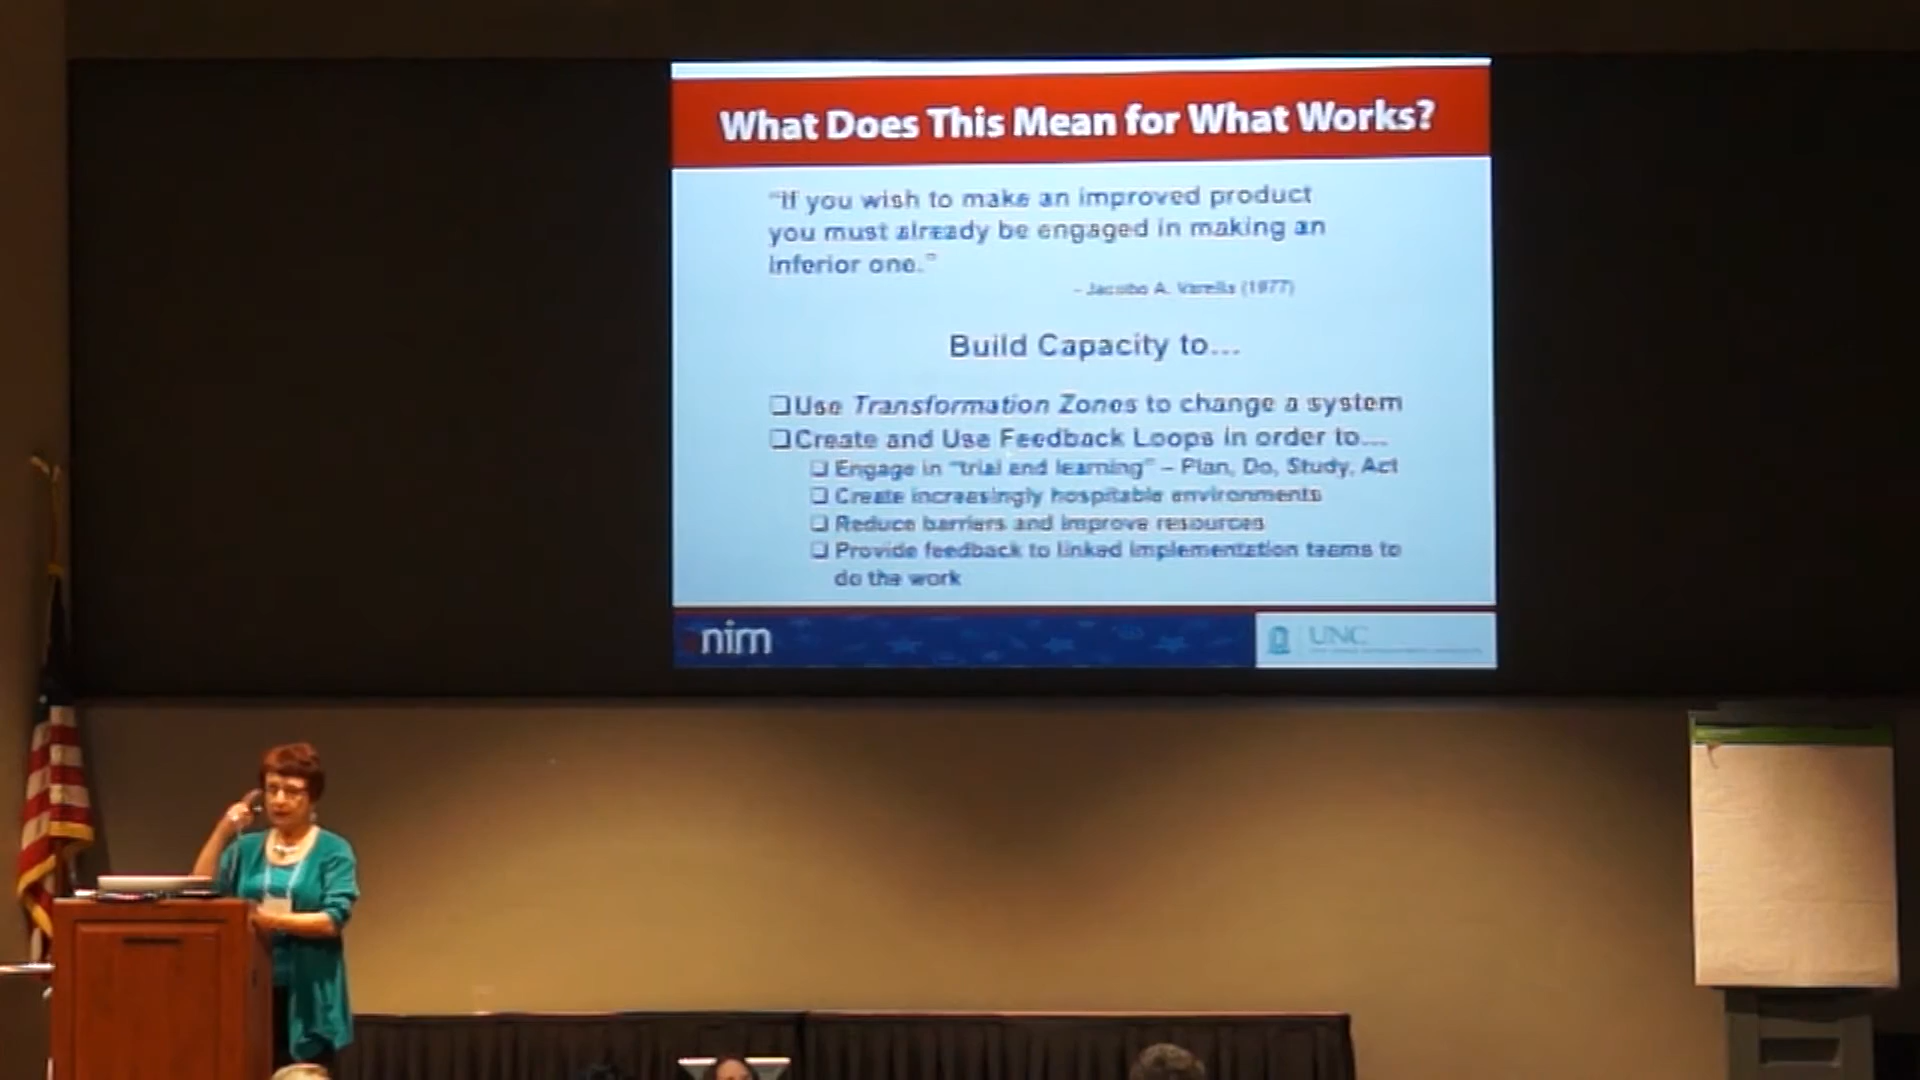 What Does This Mean for What Works?
"If you wish to make an improved product
you must already be engaged in making an
inferior one."
- Jacobo A. Varella (1977)
Build Capacity to...
❑Use Transformation Zones to change a system
❑Create and Use Feedback Loops in order to...
❑ Engage in "trial and learning" – Plan, Do, Study, Act
❑ Create increasingly hospitable environments
❑ Reduce barriers and improve resources
❑ Provide feedback to linked implementation teams to
do the work
nim
UNC